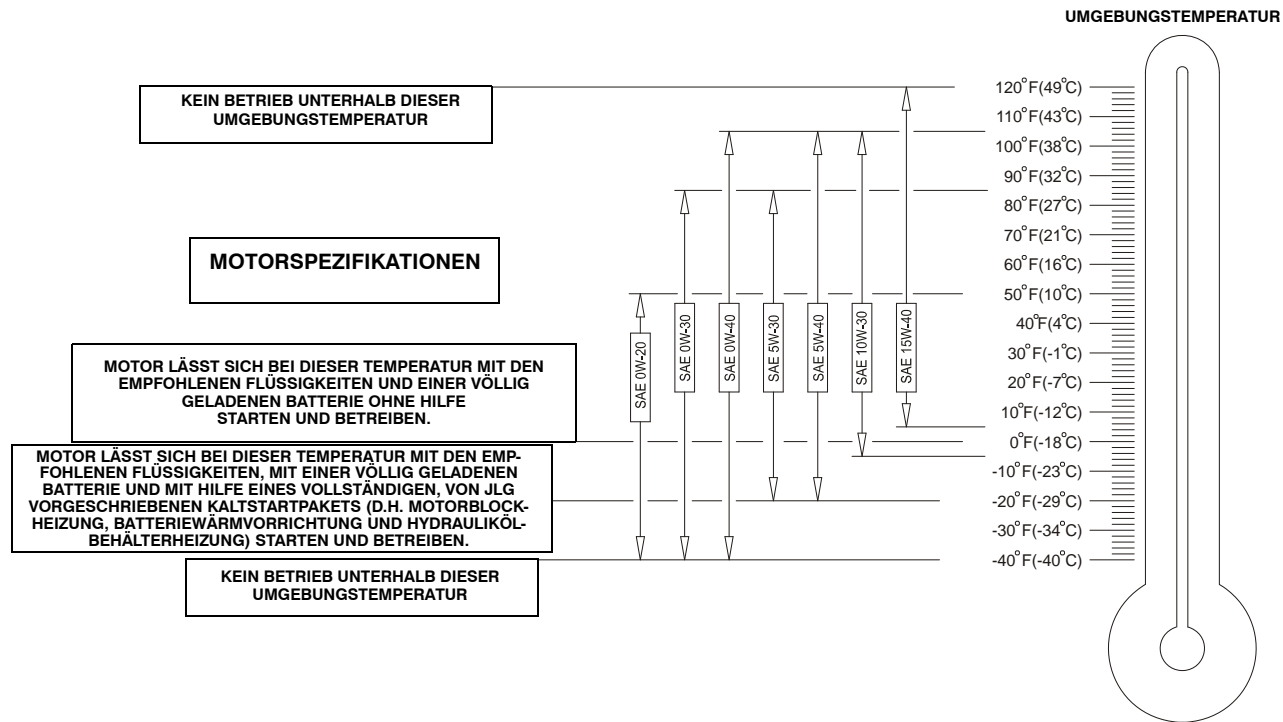 UMGEBUNGSTEMPERATUR
KEIN BETRIEB UNTERHALB DIESER
UMGEBUNGSTEMPERATUR
MOTORSPEZIFIKATIONEN
MOTOR LÄSST SICH BEI DIESER TEMPERATUR MIT DEN
EMPFOHLENEN FLÜSSIGKEITEN UND EINER VÖLLIG
GELADENEN BATTERIE OHNE HILFE
STARTEN UND BETREIBEN.
MOTOR LÄSST SICH BEI DIESER TEMPERATUR MIT DEN EMP-
FOHLENEN FLÜSSIGKEITEN, MIT EINER VÖLLIG GELADENEN
BATTERIE UND MIT HILFE EINES VOLLSTÄNDIGEN, VON JLG
VORGESCHRIEBENEN KALTSTARTPAKETS (D.H. MOTORBLOCK-
HEIZUNG, BATTERIEWÄRMVORRICHTUNG UND HYDRAULIKÖL-
BEHÄLTERHEIZUNG) STARTEN UND BETREIBEN.
KEIN BETRIEB UNTERHALB DIESER
UMGEBUNGSTEMPERATUR
SAE 0W-20
SAE 0W-30
SAE 0W-40
SAE 5W-30
SAE 5W-40
SAE 10W-30
SAE 15W-40
120°F(49°C)
110°F(43°C)
100°F(38°C)
90°F(32°C)
80°F(27°C)
70°F(21°C)
60°F(16°C)
50°F(10°C)
40°F(4°C)
30°F(-1°C)
20°F(-7°C)
10°F(-12°C)
0°F(-18°C)
-10°F(-23°C)
-20°F(-29°C)
-30°F(-34°C)
-40°F(-40°C)